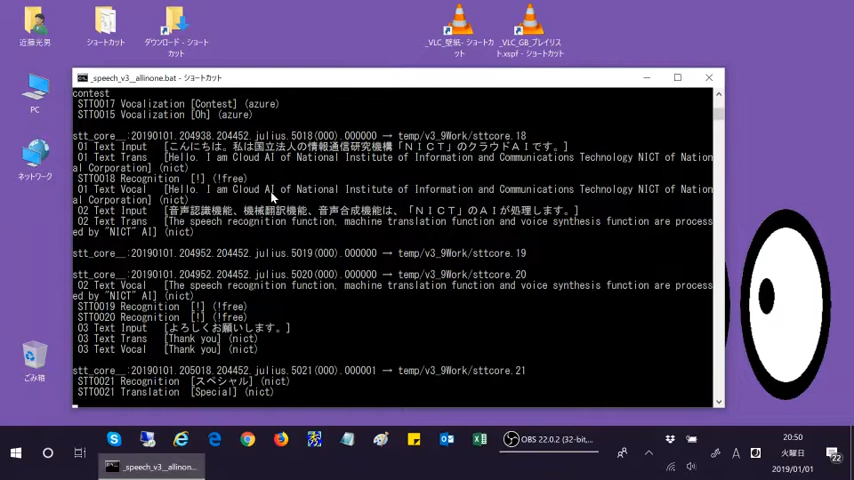 近藤光男
ショートカット
ダウンロード - ショート
カット
_VLC_壁紙- ショートカ
ット
_VLC_GB_プレイリス
ト.xspf - ショートカ
ット
PC
ネットワーク
ごみ箱
_speech_v3__allinone.bat - ショートカット
contest
STT0017 Vocalization [Contest] (azure)
STT0015 Vocalization [Oh] (azure)
stt_core__:20190101.204938.204452.julius.5018(000).000000 → temp/v3_9Work/sttcore.18
01 Text Input [こんにちは。私は国立法人の情報通信研究機構「ＮＩＣＴ」のクラウドＡＩです。]
01 Text Trans [Hello. I am Cloud AI of National Institute of Information and Communications Technology NICT of Nation
al Corporation] (nict)
STT0018 Recognition [!] (!free)
01 Text Vocal [Hello. I am Cloud AI of National Institute of Information and Communications Technology NICT of Nation
al Corporation] (nict)
02 Text Input [音声認識機能、機械翻訳機能、音声合成機能は、「ＮＩＣＴ」のＡＩが処理します。]
02 Text Trans [The speech recognition function, machine translation function and voice synthesis function are process
ed by "NICT" AI] (nict)
stt_core__:20190101.204952.204452.julius.5019(000).000000 → temp/v3_9Work/sttcore.19
stt_core__:20190101.204952.204452.julius.5020(000).000000 → temp/v3_9Work/sttcore.20
02 Text Vocal [The speech recognition function, machine translation function and voice synthesis function are process
ed by "NICT" AI] (nict)
STT0019 Recognition [!] (!free)
STT0020 Recognition [!] (!free)
03 Text Input [よろしくお願いします。]
03 Text Trans [Thank you] (nict)
03 Text Vocal [Thank you] (nict)
stt_core__:20190101.205018.204452.julius.5021(000).000001 → temp/v3_9Work/sttcore.21
STT0021 Recognition [スペシャル] (nict)
STT0021 Translation [Special] (nict)
OBS 22.0.2 (32-bit,...
A
20:50
火曜日
2019/01/01
22
_speech_v3__allinon...